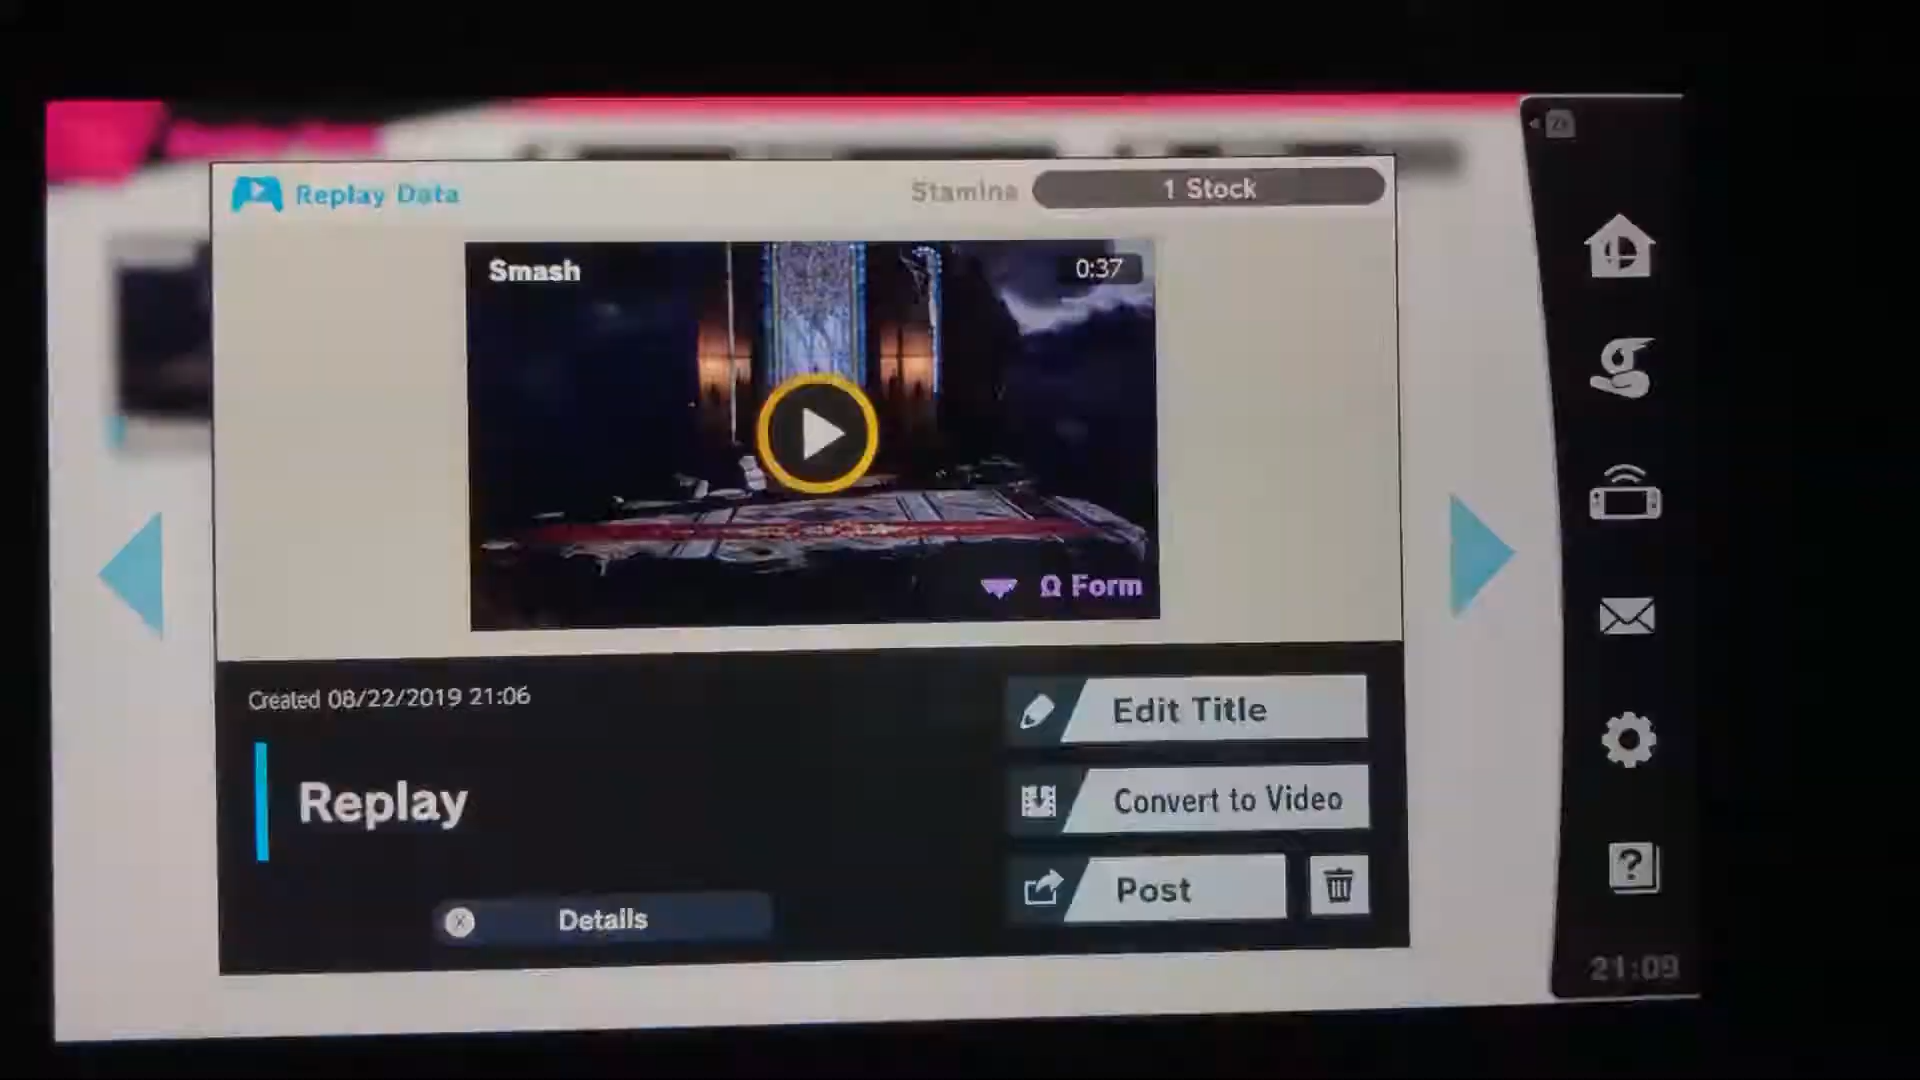 Replay Data
Stamina 1 Stock
Smash
0:37
Ω Form
Created 08/22/2019 21:06
Replay
X Details
Edit Title
Convert to Video
Post
?
21:09